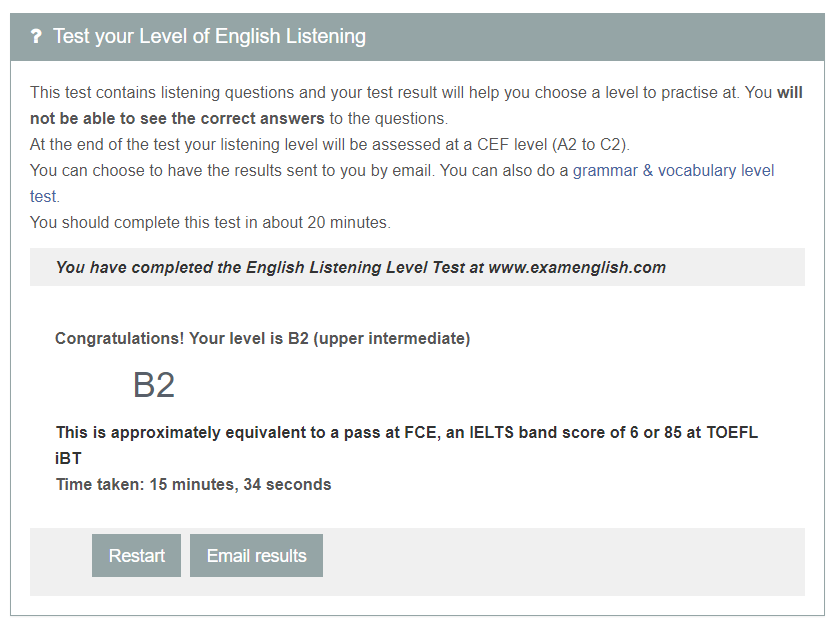 ? Test your Level of English Listening
This test contains listening questions and your test result will help you choose a level to practise at. You will
not be able to see the correct answers to the questions.
At the end of the test your listening level will be assessed at a CEF level (A2 to C2).
You can choose to have the results sent to you by email. You can also do a grammar & vocabulary level
test.
You should complete this test in about 20 minutes.
You have completed the English Listening Level Test at www.examenglish.com
Congratulations! Your level is B2 (upper intermediate)
B2
This is approximately equivalent to a pass at FCE, an IELTS band score of 6 or 85 at TOEFL
iBT
Time taken: 15 minutes, 34 seconds
Restart Email results